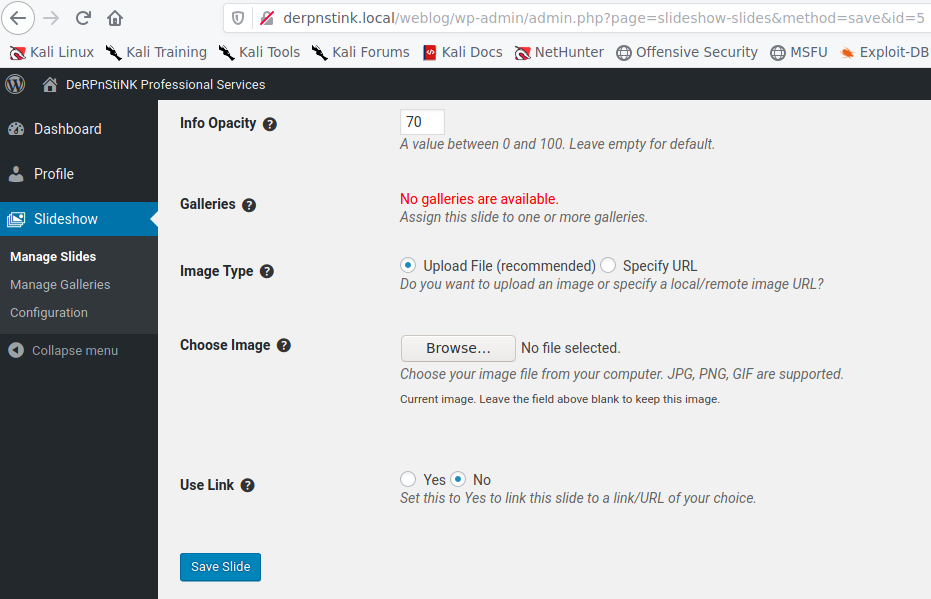 derpnstink.local/weblog/wp-admin/admin.php?page=slideshow-slides&method=save&id=5
Kali Linux Kali Training Kali Tools Kali Forums Kali Docs NetHunter Offensive Security MSFU Exploit-DB
DeRPnStiNK Professional Services
Dashboard
Profile
Slideshow
Manage Slides
Manage Galleries
Configuration
Collapse menu
Info Opacity ? 70
A value between 0 and 100. Leave empty for default.
Galleries ? No galleries are available.
Assign this slide to one or more galleries.
Image Type ? Upload File (recommended) Specify URL
Do you want to upload an image or specify a local/remote image URL?
Choose Image ? Browse... No file selected.
Choose your image file from your computer. JPG, PNG, GIF are supported.
Current image. Leave the field above blank to keep this image.
Use Link ? Yes No
Set this to Yes to link this slide to a link/URL of your choice.
Save Slide